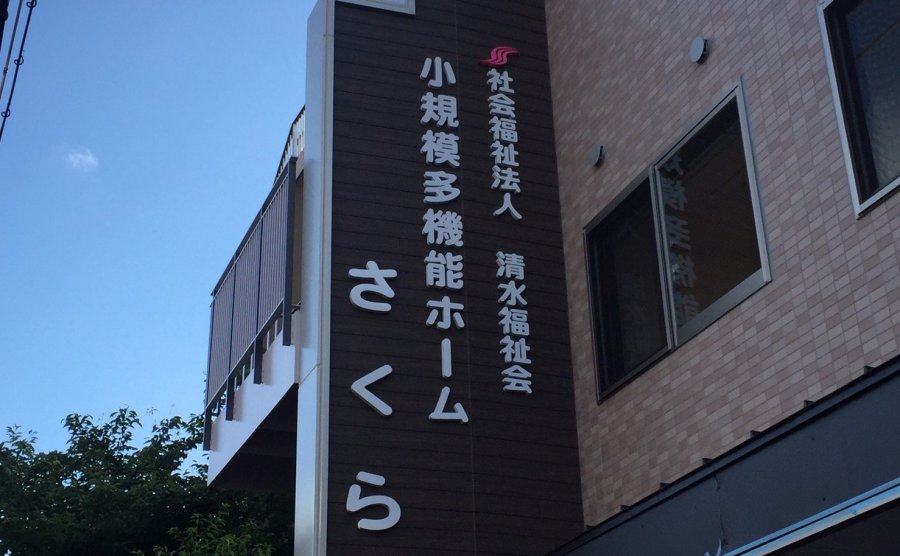 社会福祉法人 清水福祉会
小規模多機能ホーム
さくら